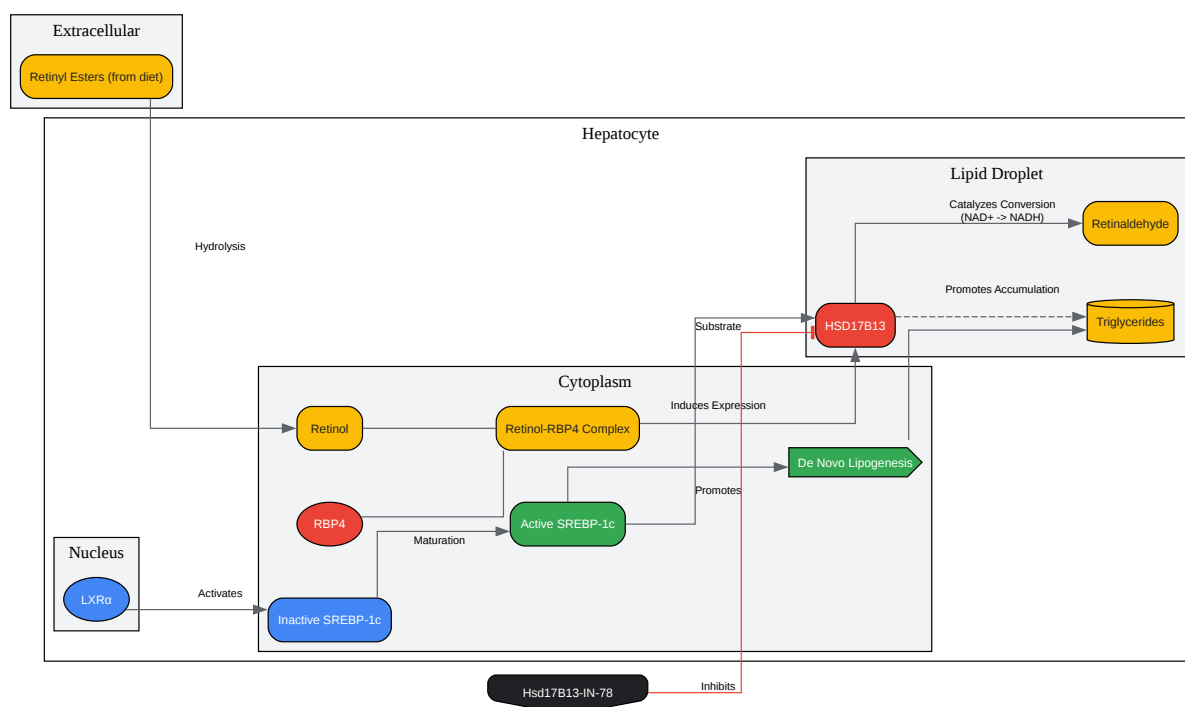 Extracellular
Retinyl Esters (from diet)
Hepatocyte
Lipid Droplet
Catalyzes Conversion
(NAD+ -> NADH)
Retinaldehyde
Hydrolysis
Promotes Accumulation
Substrate
HSD17B13
Triglycerides
Cytoplasm
Induces Expression
Retinol
Retinol-RBP4 Complex
De Novo Lipogenesis
Promotes
RBP4
Active SREBP-1c
Maturation
Nucleus
LXRα
Activates
Inactive SREBP-1c
Inhibits
Hsd17B13-IN-78